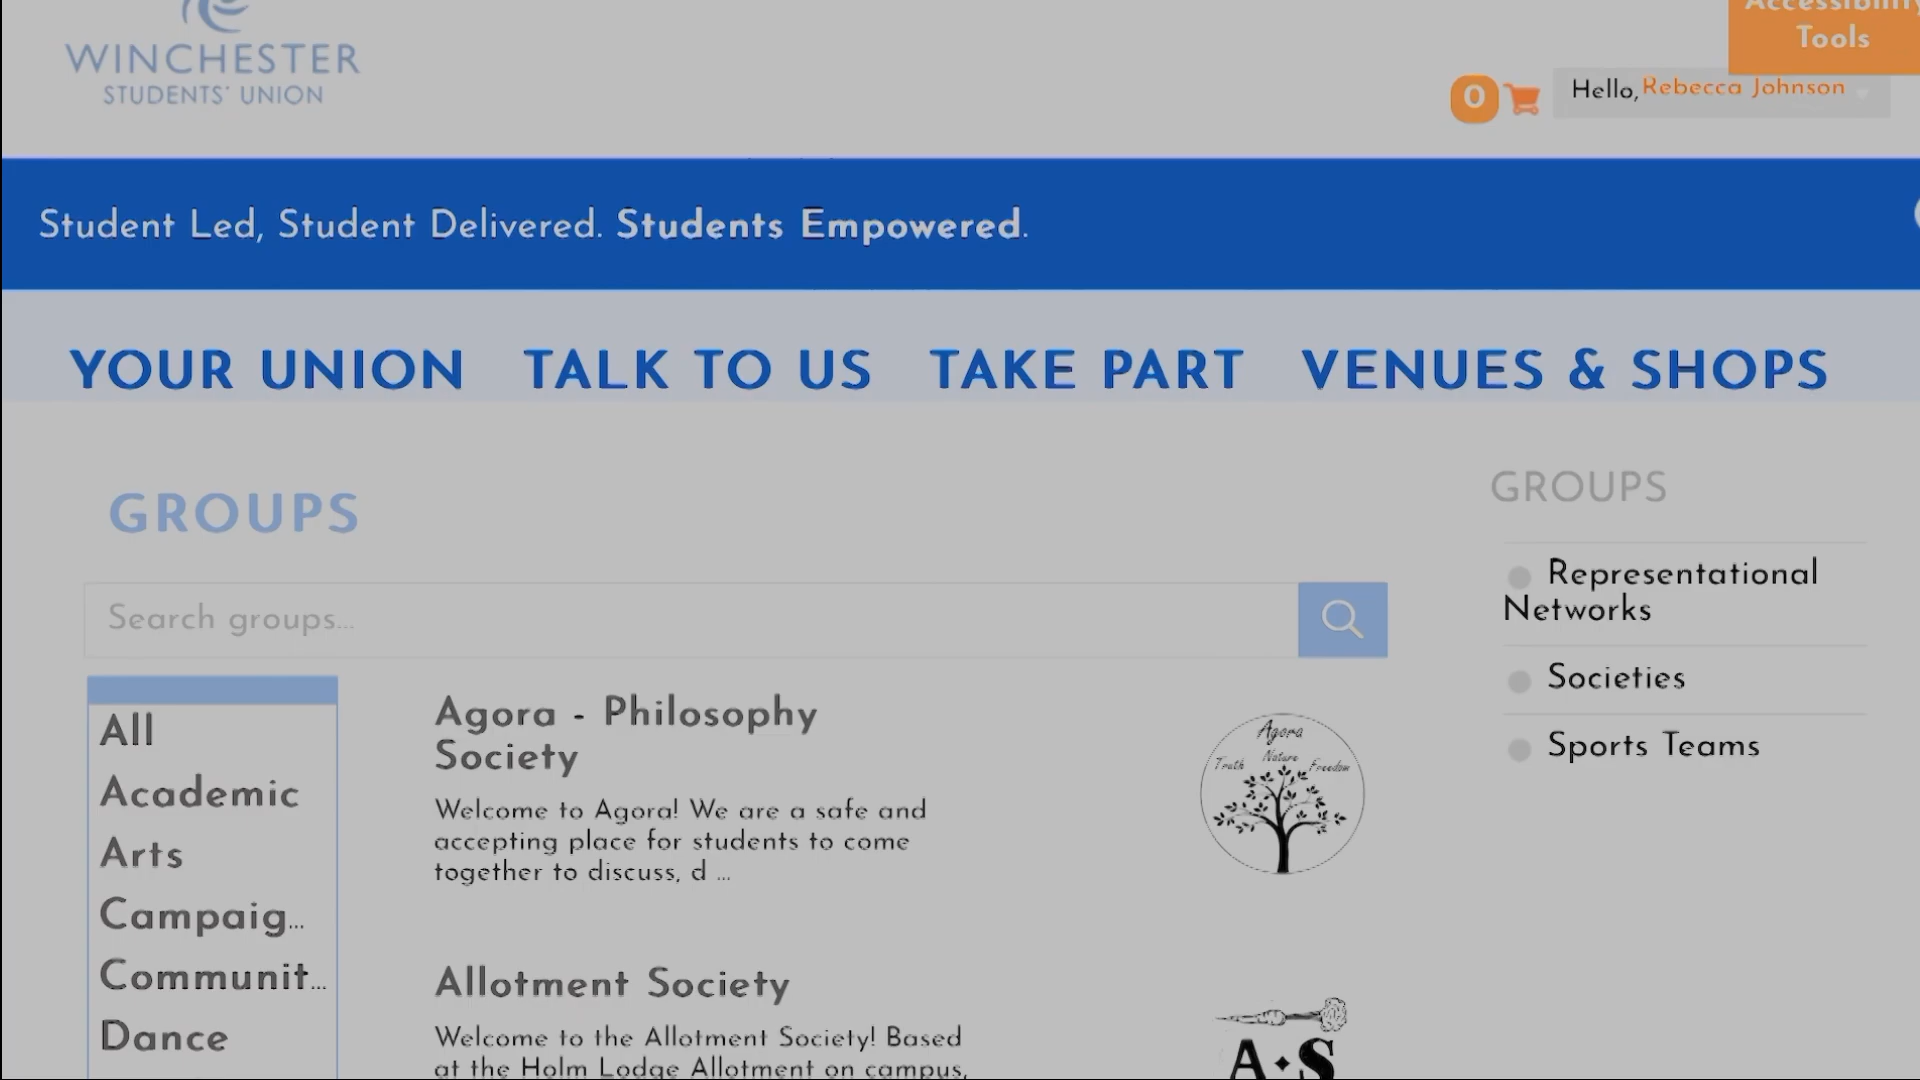 WINCHESTER
STUDENTS' UNION
Accessibility
Tools
0
Hello, Rebecca Johnson
Student Led, Student Delivered. Students Empowered.
YOUR UNION TALK TO US TAKE PART VENUES & SHOPS
GROUPS
Search groups...
All
Academic
Arts
Campaig...
Communit...
Dance
Agora - Philosophy
Society
Welcome to Agora! We are a safe and
accepting place for students to come
together to discuss, d ...
Agora
Truth Nature Freedom
Allotment Society
Welcome to the Allotment Society! Based
at the Holm Lodge Allotment on campus,
A·S
GROUPS
Representational
Networks
Societies
Sports Teams